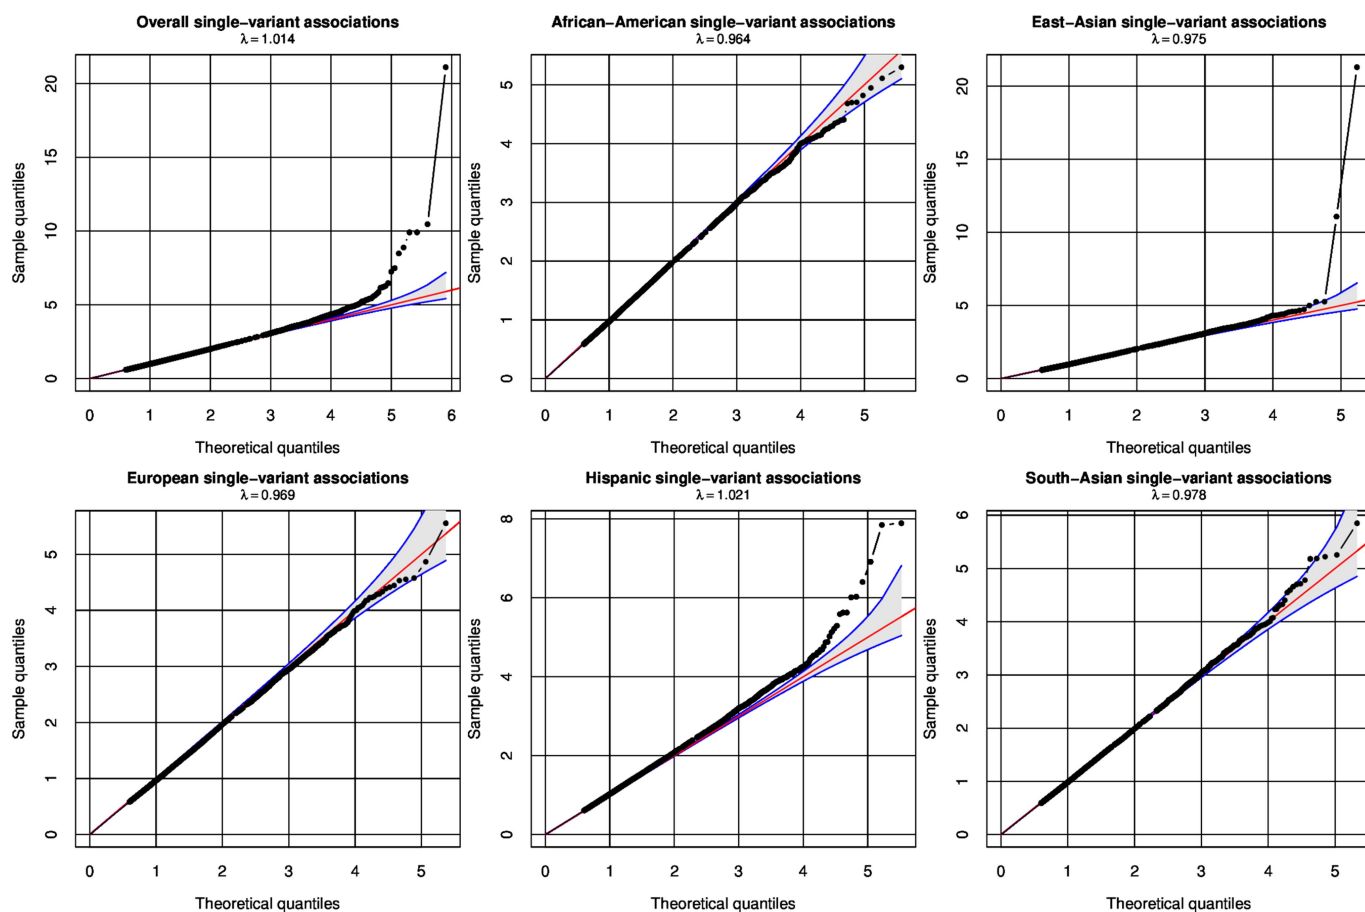 Overall single−variant associations
λ = 1.014
Sample quantiles
20
15
10
5
0
0 1 2 3 4 5 6
Theoretical quantiles
African−American single−variant associations
λ = 0.964
Sample quantiles
5
4
3
2
1
0
0 1 2 3 4 5
Theoretical quantiles
East−Asian single−variant associations
λ = 0.975
Sample quantiles
20
15
10
5
0
0 1 2 3 4 5
Theoretical quantiles
European single−variant associations
λ = 0.969
Sample quantiles
5
4
3
2
1
0
0 1 2 3 4 5
Theoretical quantiles
Hispanic single−variant associations
λ = 1.021
Sample quantiles
8
6
4
2
0
0 1 2 3 4 5
Theoretical quantiles
South−Asian single−variant associations
λ = 0.978
Sample quantiles
6
5
4
3
2
1
0
0 1 2 3 4 5
Theoretical quantiles